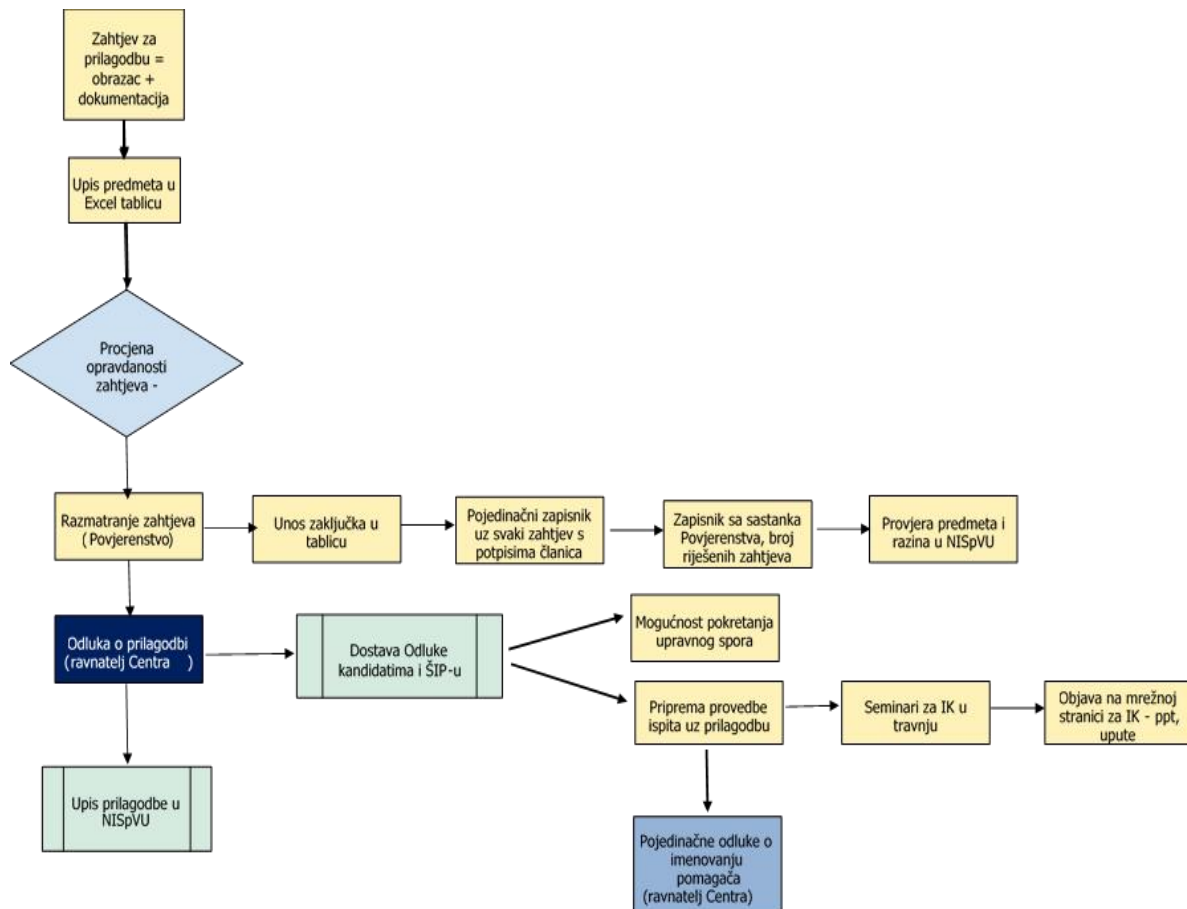 Zahtjev za
prilagodbu =
obrazac +
dokumentacija
Upis predmeta u
Excel tablicu
Procjena
opravdanosti
zahtjeva -
Razmatranje zahtjeva
( Povjerenstvo)
Unos zaključka u
tablicu
Pojedinačni zapisnik
uz svaki zahtjev s
potpisima članica
Zapisnik sa sastanka
Povjerenstva, broj
riješenih zahtjeva
Provjera predmeta i
razina u NISpVU
Odluka o prilagodbi
(ravnatelj Centra )
Dostava Odluke
kandidatima i ŠIP-u
Mogućnost pokretanja
upravnog spora
Priprema provedbe
ispita uz prilagodbu
Seminari za IK u
travnju
Objava na mrežnoj
stranici za IK - ppt,
upute
Upis prilagodbe u
NISpVU
Pojedinačne odluke o
imenovanju
pomagača
(ravnatelj Centra)